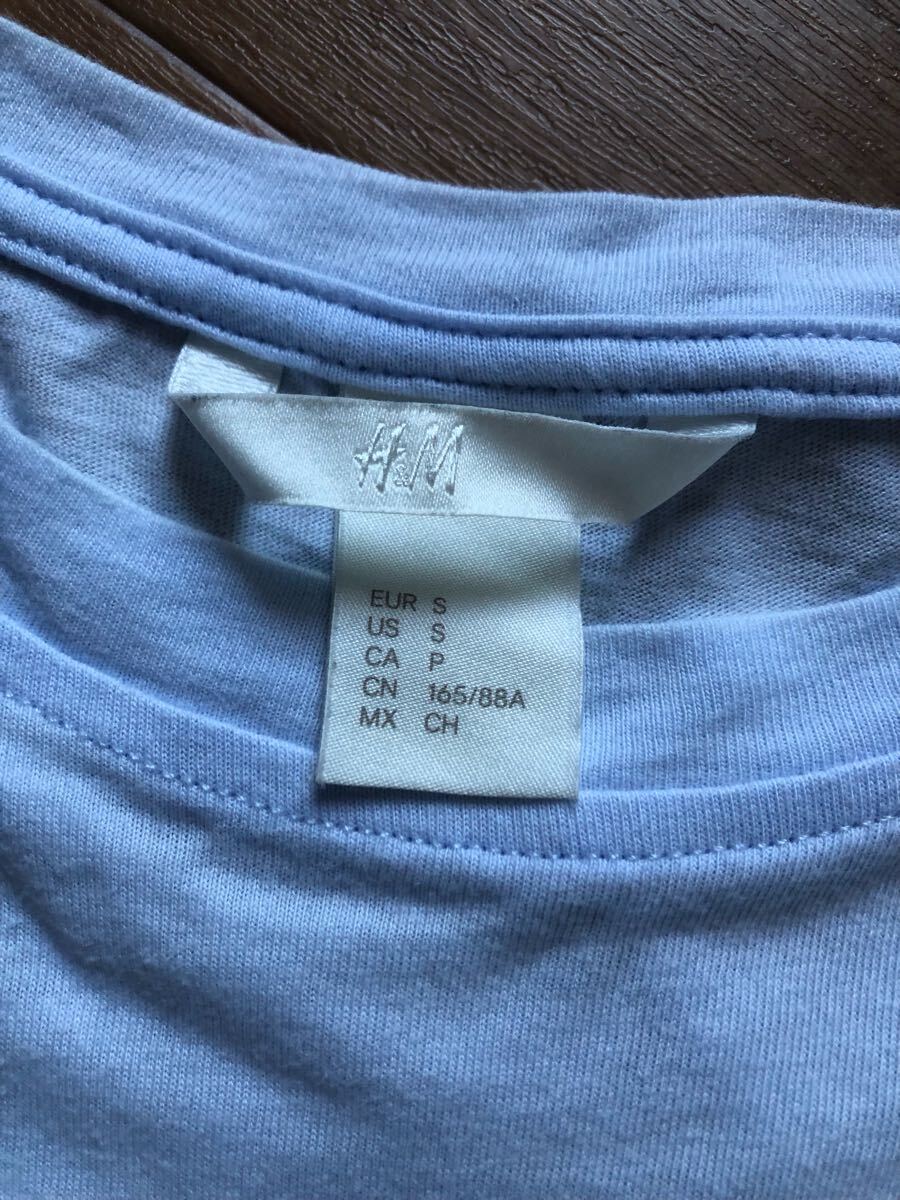 H&M
EUR S
US S
CA P
CN 165/88A
MX CH